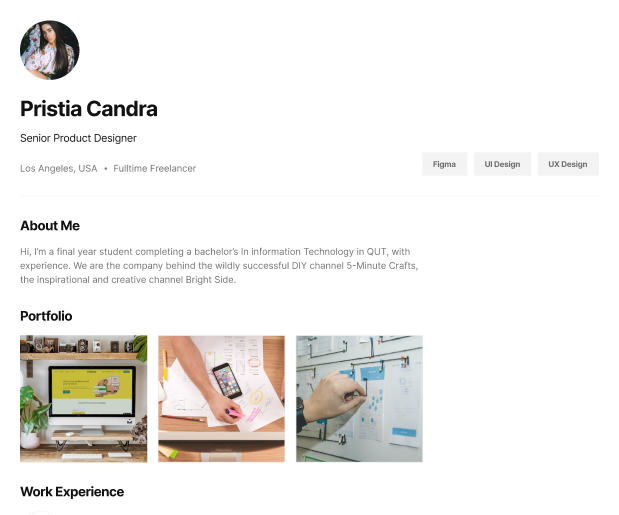 Pristia Candra
Senior Product Designer
Los Angeles, USA • Fulltime Freelancer
Figma
UI Design
UX Design
About Me
Hi, I'm a final year student completing a bachelor's In information Technology in QUT, with
experience. We are the company behind the wildly successful DIY channel 5-Minute Crafts,
the inspirational and creative channel Bright Side.
Portfolio
Work Experience